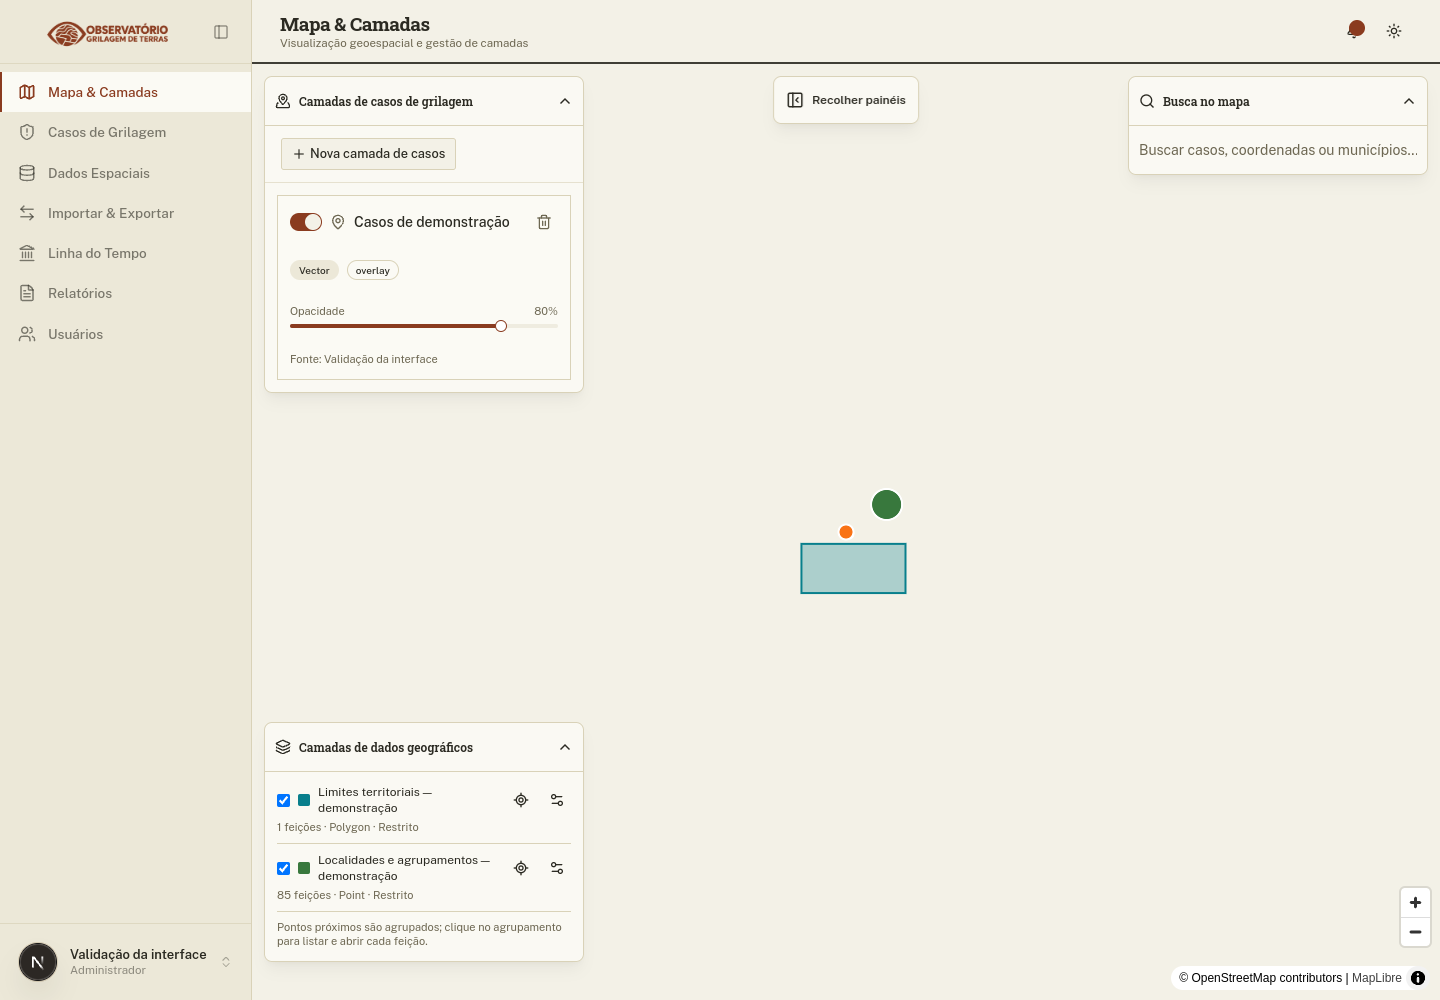 OBSERVATÓRIO
GRILAGEM DE TERRAS
Mapa & Camadas
Casos de Grilagem
Dados Espaciais
Importar & Exportar
Linha do Tempo
Relatórios
Usuários
N
Validação da interface
Administrador
Mapa & Camadas
Visualização geoespacial e gestão de camadas
Camadas de casos de grilagem
Nova camada de casos
Casos de demonstração
Vector
overlay
Opacidade 80%
Fonte: Validação da interface
Camadas de dados geográficos
Limites territoriais —
demonstração
1 feições · Polygon · Restrito
Localidades e agrupamentos —
demonstração
85 feições · Point · Restrito
Pontos próximos são agrupados; clique no agrupamento
para listar e abrir cada feição.
Recolher painéis
Busca no mapa
Buscar casos, coordenadas ou municípios...
© OpenStreetMap contributors | MapLibre